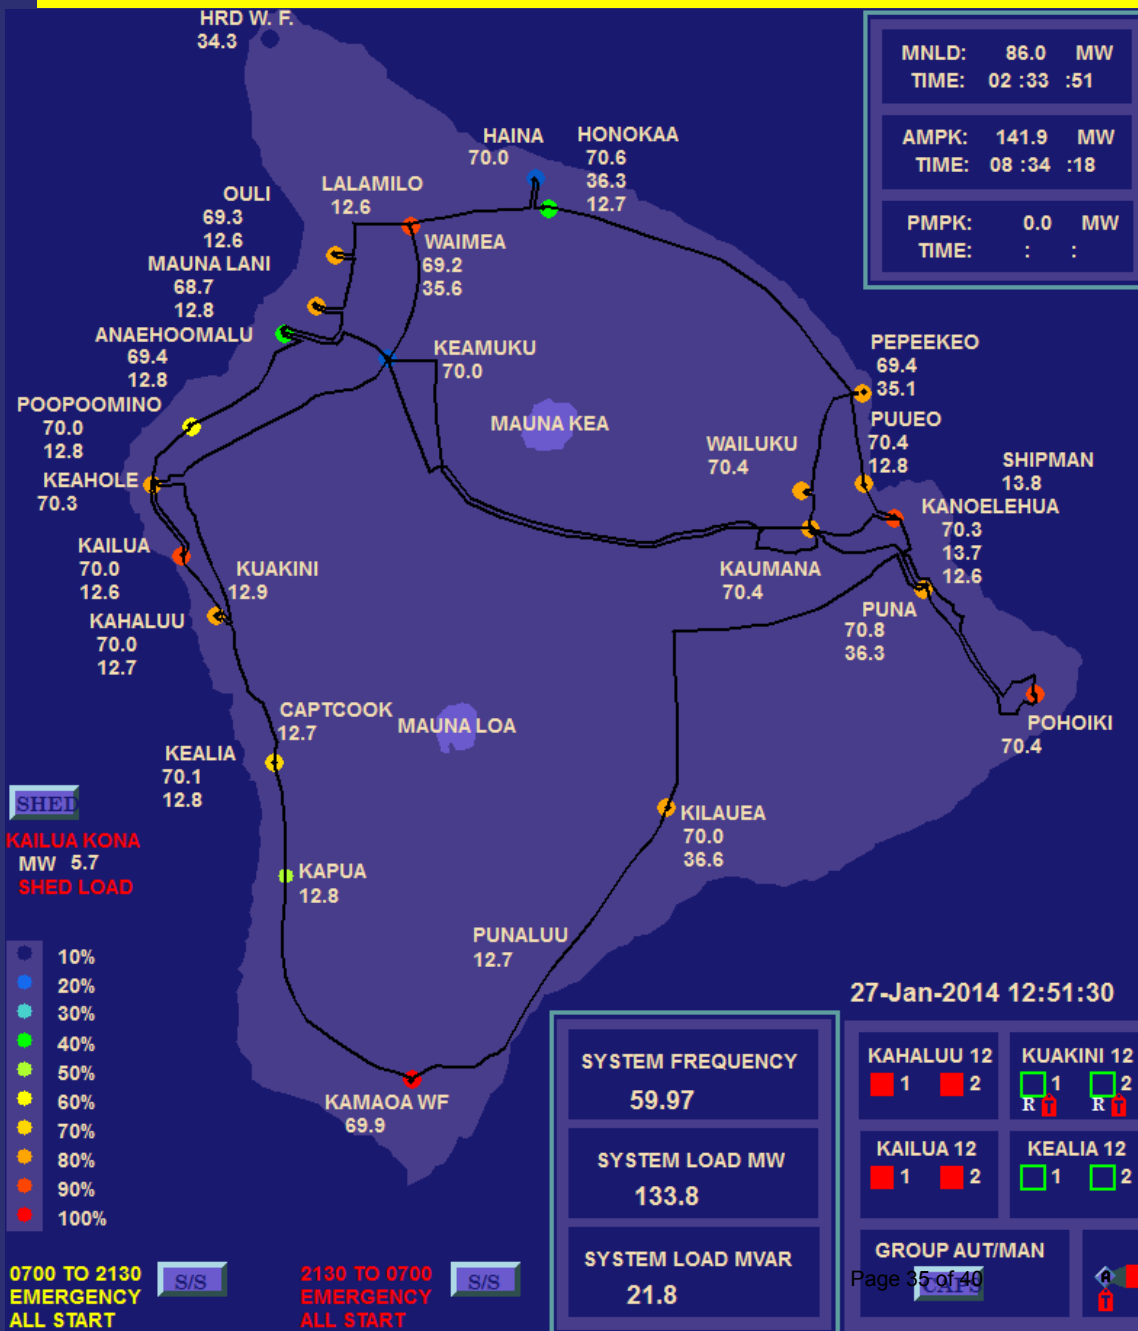 HRD W. F.
34.3
MNLD: 86.0 MW
TIME: 02 :33 :51
AMPK: 141.9 MW
TIME: 08 :34 :18
PMPK: 0.0 MW
TIME: : :
HAINA
70.0
HONOKAA
70.6
36.3
12.7
LALAMILO
12.6
OULI
69.3
12.6
WAIMEA
69.2
35.6
MAUNA LANI
68.7
12.8
ANAEHOOMALU
69.4
12.8
KEAMUKU
70.0
PEPEEKEO
69.4
35.1
POOPOOMINO
70.0
12.8
MAUNA KEA
PUUEO
70.4
12.8
WAILUKU
70.4
SHIPMAN
13.8
KEAHOLE
70.3
KANOELEHUA
70.3
13.7
12.6
KAILUA
70.0
12.6
KUAKINI
12.9
KAUMANA
70.4
KAHALUU
70.0
12.7
PUNA
70.8
36.3
CAPTCOOK
12.7
MAUNA LOA
POHOIKI
70.4
KEALIA
70.1
12.8
SHED
KAILUA KONA
MW 5.7
SHED LOAD
KILAUEA
70.0
36.6
KAPUA
12.8
PUNALUU
12.7
10%
20%
30%
40%
50%
60%
70%
80%
90%
100%
KAMAOA WF
69.9
27-Jan-2014 12:51:30
SYSTEM FREQUENCY
59.97
SYSTEM LOAD MW
133.8
SYSTEM LOAD MVAR
21.8
KAHALUU 12
1 2
KUAKINI 12
1 2
R T R T
KAILUA 12
1 2
KEALIA 12
1 2
GROUP AUT/MAN
CAPS
Page 35 of 40
A
T
0700 TO 2130
EMERGENCY
ALL START
S/S
2130 TO 0700
EMERGENCY
ALL START
S/S